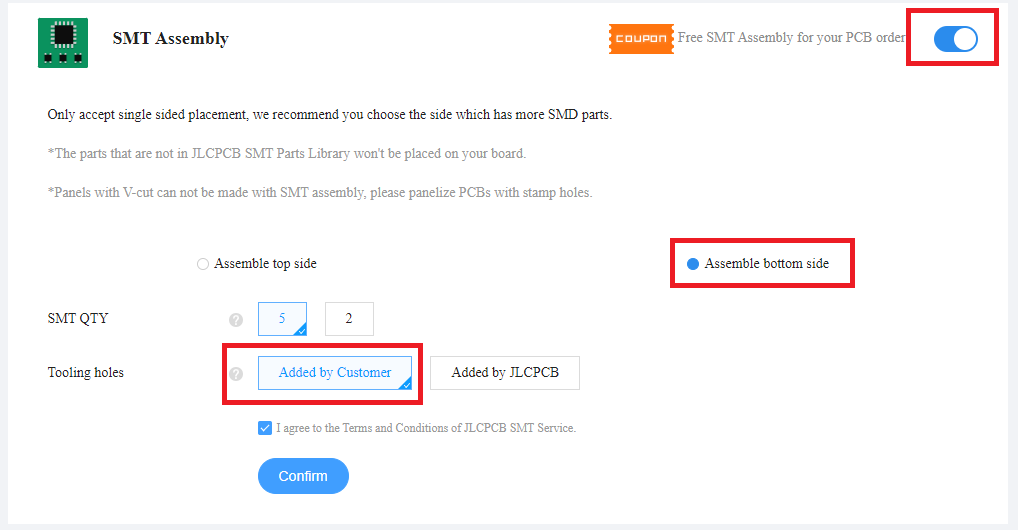 SMT Assembly
COUPON Free SMT Assembly for your PCB order
Only accept single sided placement, we recommend you choose the side which has more SMD parts.
*The parts that are not in JLCPCB SMT Parts Library won't be placed on your board.
*Panels with V-cut can not be made with SMT assembly, please panelize PCBs with stamp holes.
Assemble top side Assemble bottom side
SMT QTY ? 5 2
Tooling holes ? Added by Customer Added by JLCPCB
I agree to the Terms and Conditions of JLCPCB SMT Service.
Confirm